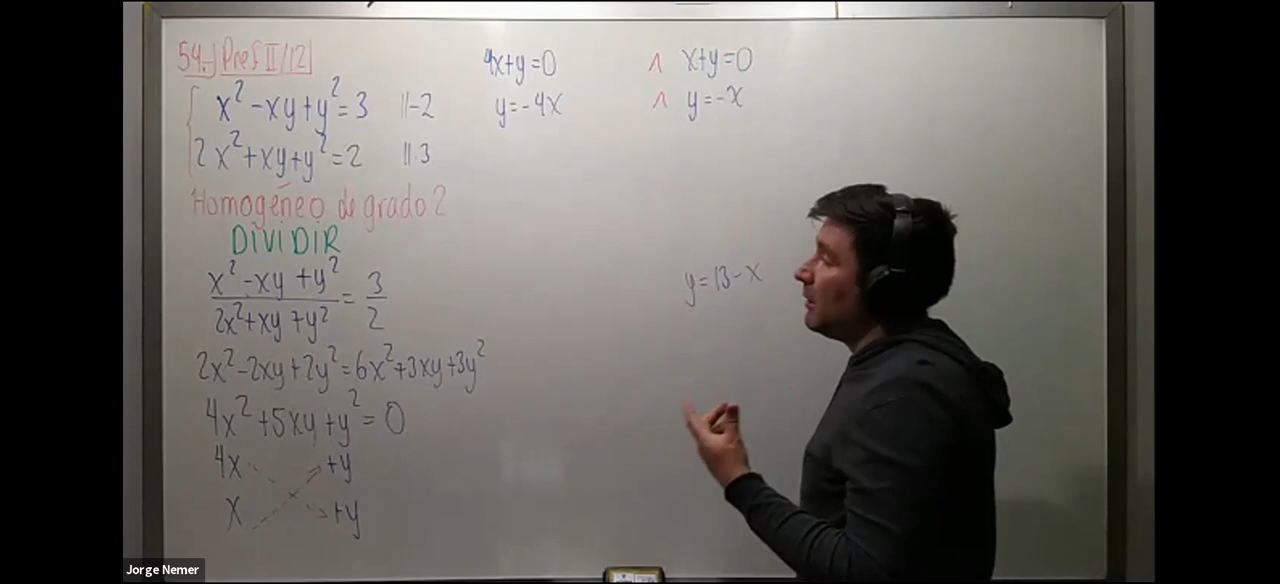 54.-) Pref II/12
x² - xy + y² = 3 ||·-2
2x² + xy + y² = 2 ||·3
Homogéneo de grado 2
DIVIDIR
x² - xy + y² / 2x² + xy + y² = 3/2
2x² - 2xy + 2y² = 6x² + 3xy + 3y²
4x² + 5xy + y² = 0
4x +y
x +y
4x+y=0 ∧ x+y=0
y=-4x ∧ y=-x
y=13-x
Jorge Nemer